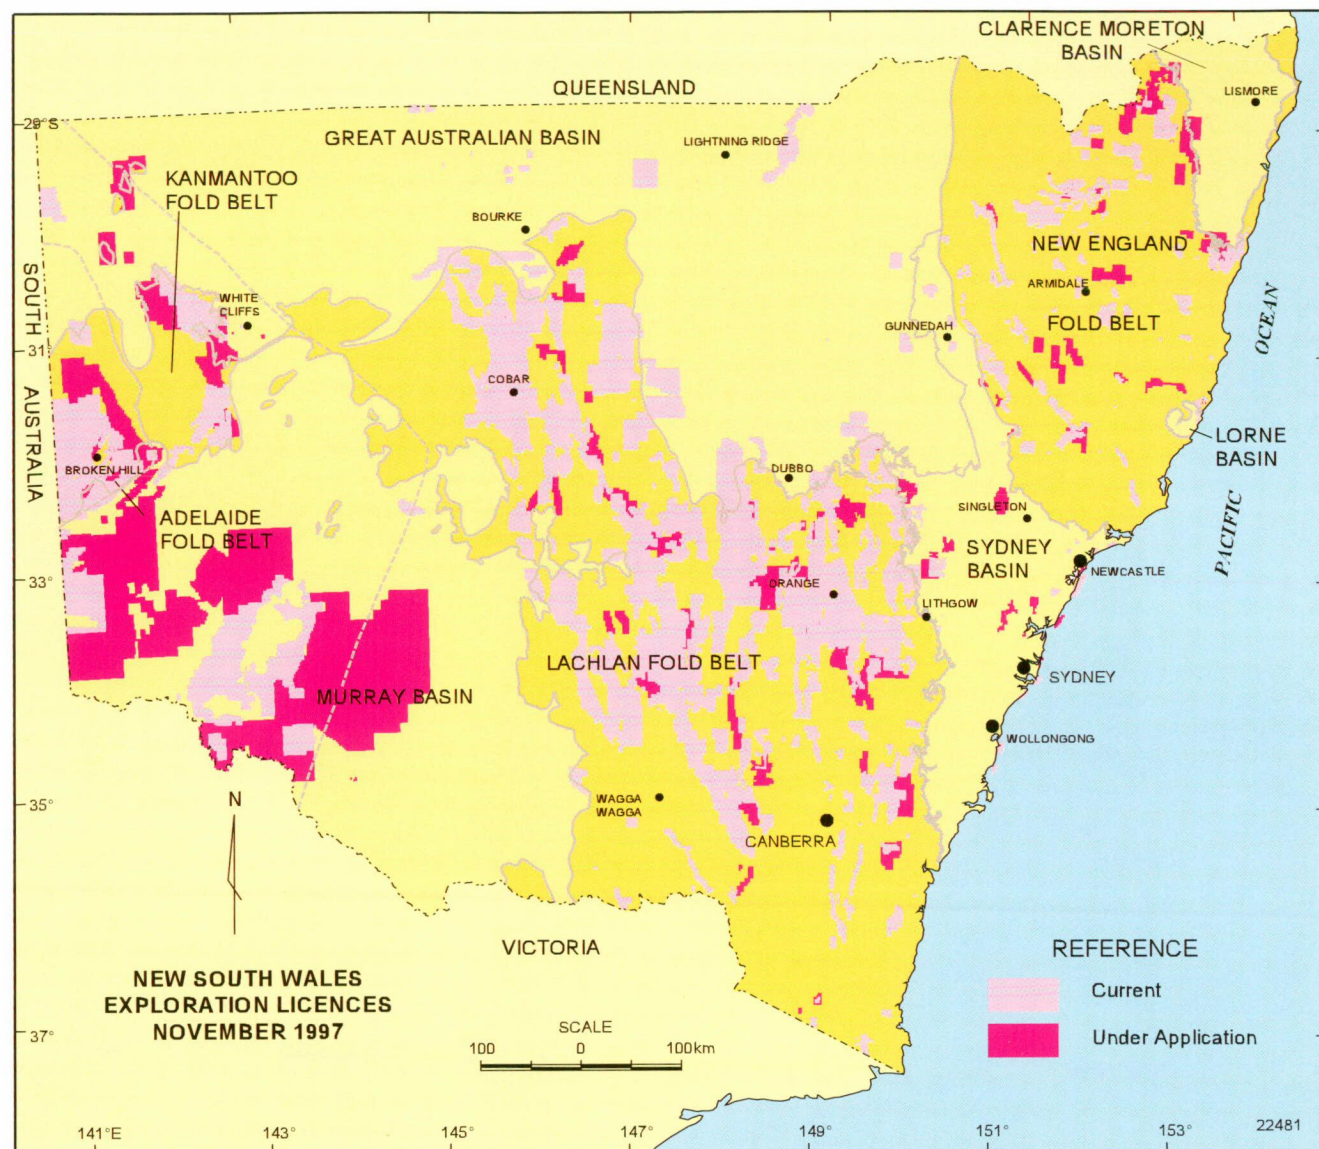 CLARENCE MORETON
BASIN
QUEENSLAND
LISMORE
29°S
GREAT AUSTRALIAN BASIN
LIGHTNING RIDGE
KANMANTOO
FOLD BELT
BOURKE
NEW ENGLAND
SOUTH AUSTRALIA
WHITE
CLIFFS
ARMIDALE
OCEAN
FOLD BELT
GUNNEDAH
31°
COBAR
LORNE
BASIN
BROKEN HILL
DUBBO
SINGLETON
ADELAIDE
FOLD BELT
PACIFIC
SYDNEY
BASIN
NEWCASTLE
33°
ORANGE
LITHGOW
LACHLAN FOLD BELT
SYDNEY
MURRAY BASIN
WOLLONGONG
N
35°
WAGGA
WAGGA
CANBERRA
VICTORIA
REFERENCE
NEW SOUTH WALES
EXPLORATION LICENCES
NOVEMBER 1997
Current
SCALE
Under Application
37°
100 0 100km
141°E 143° 145° 147° 149° 151° 153° 22481